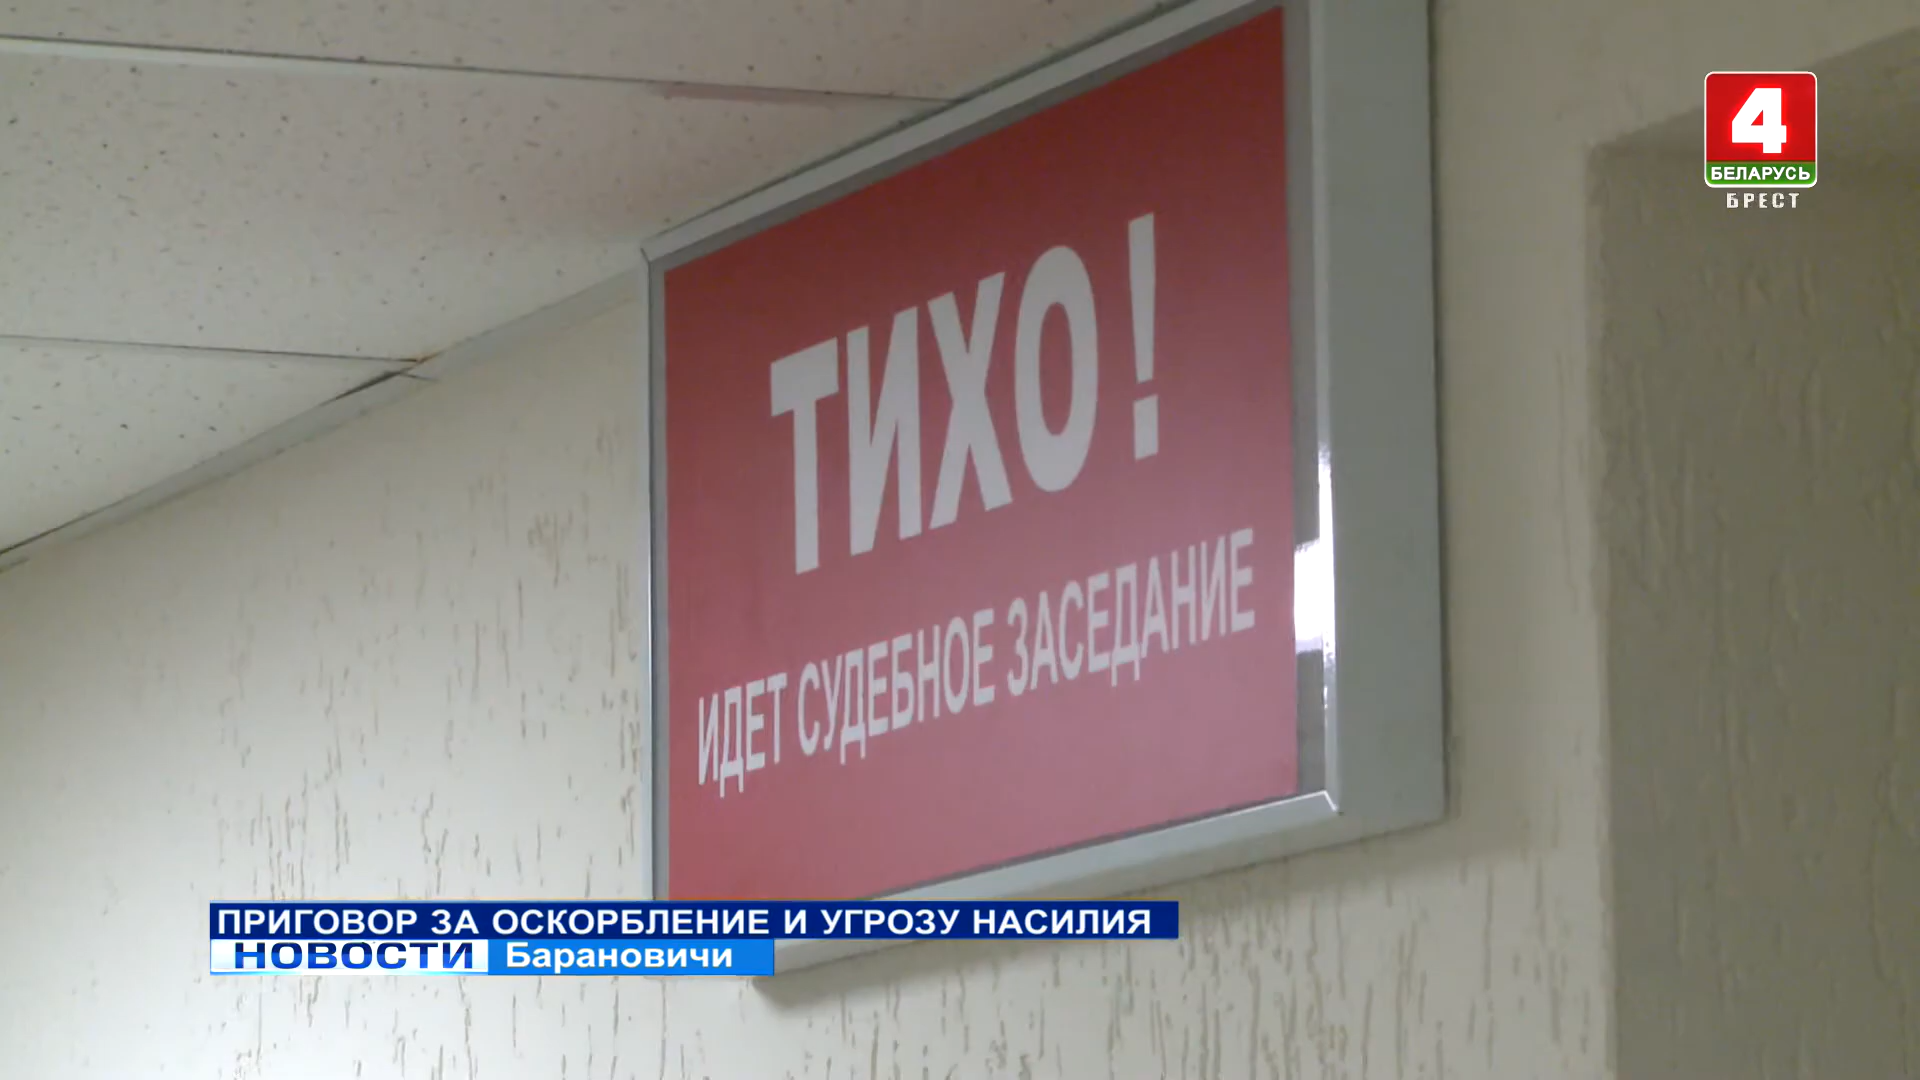 4
БЕЛАРУСЬ
БРЕСТ
ТИХО!
ИДЕТ СУДЕБНОЕ ЗАСЕДАНИЕ
ПРИГОВОР ЗА ОСКОРБЛЕНИЕ И УГРОЗУ НАСИЛИЯ
НОВОСТИ Барановичи